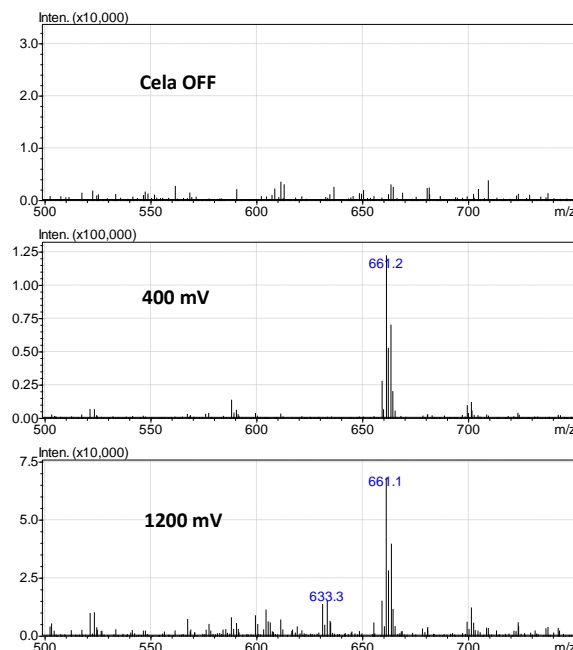 Inten. (x10,000)
3.0
Cela OFF
2.0
1.0
0.0
500 550 600 650 700 m/z
Inten. (x100,000)
1.25
661.2
1.00
400 mV
0.75
0.50
0.25
0.00
500 550 600 650 700 m/z
Inten. (x10,000)
7.5
661.1
5.0
1200 mV
2.5
633.3
0.0
500 550 600 650 700 m/z